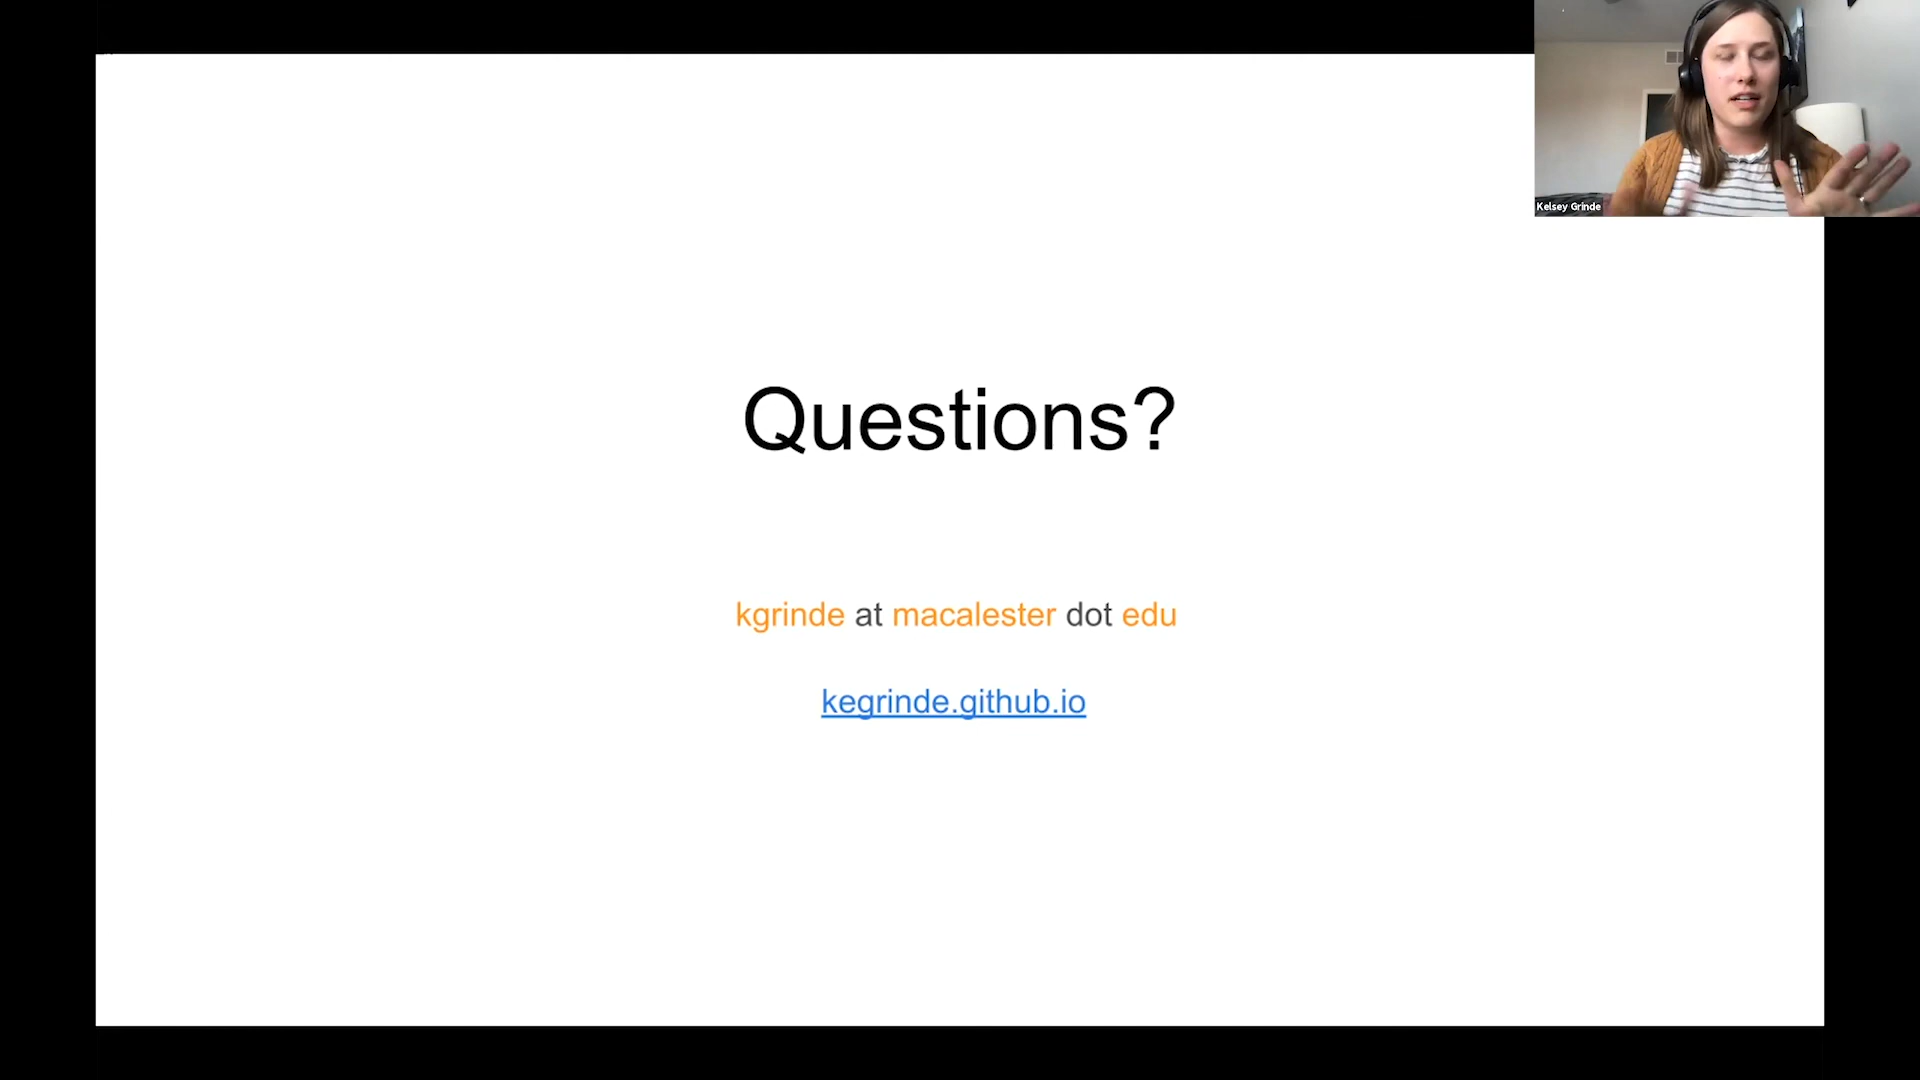 Kelsey Grinde
Questions?
kgrinde at macalester dot edu
kegrinde.github.io